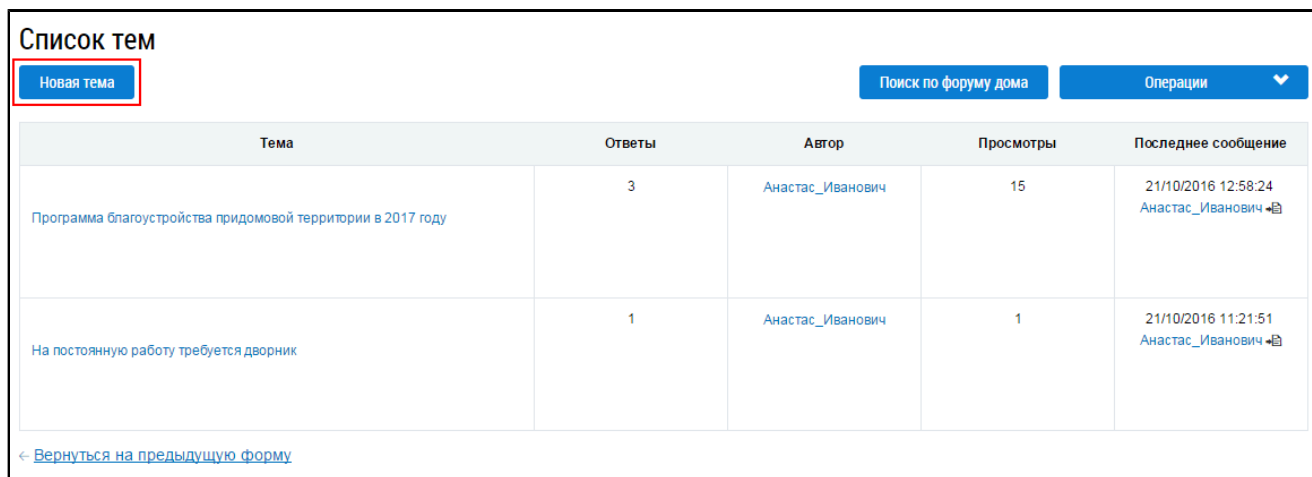 Список тем
Новая тема
Поиск по форуму дома
Операции
Тема Ответы Автор Просмотры Последнее сообщение
Программа благоустройства придомовой территории в 2017 году
3
Анастас_Иванович
15
21/10/2016 12:58:24
Анастас_Иванович
На постоянную работу требуется дворник
1
Анастас_Иванович
1
21/10/2016 11:21:51
Анастас_Иванович
← Вернуться на предыдущую форму